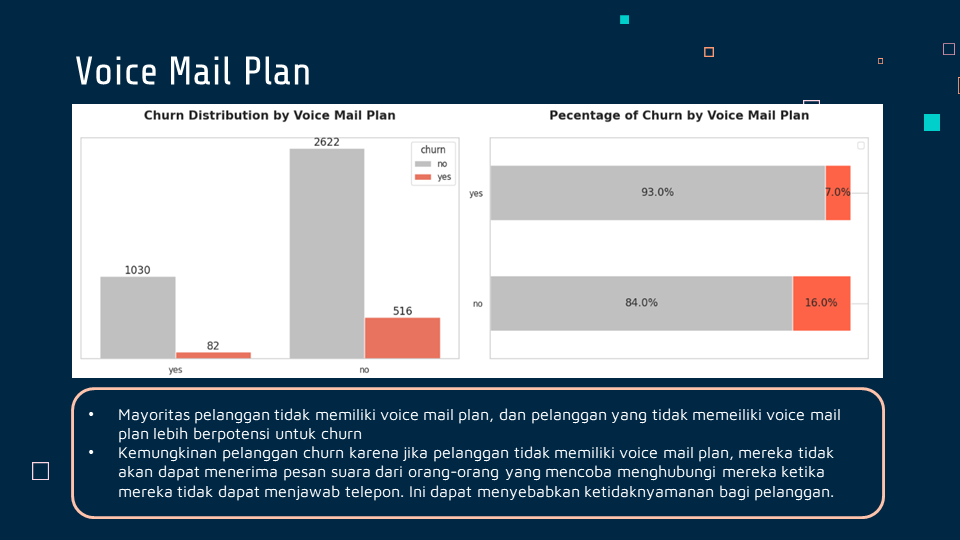 Voice Mail Plan
Churn Distribution by Voice Mail Plan
2622
1030
516
82
yes
no
churn
no
yes
Pecentage of Churn by Voice Mail Plan
yes
93.0%
7.0%
no
84.0%
16.0%
• Mayoritas pelanggan tidak memiliki voice mail plan, dan pelanggan yang tidak memeiliki voice mail
plan lebih berpotensi untuk churn
• Kemungkinan pelanggan churn karena jika pelanggan tidak memiliki voice mail plan, mereka tidak
akan dapat menerima pesan suara dari orang-orang yang mencoba menghubungi mereka ketika
mereka tidak dapat menjawab telepon. Ini dapat menyebabkan ketidaknyamanan bagi pelanggan.